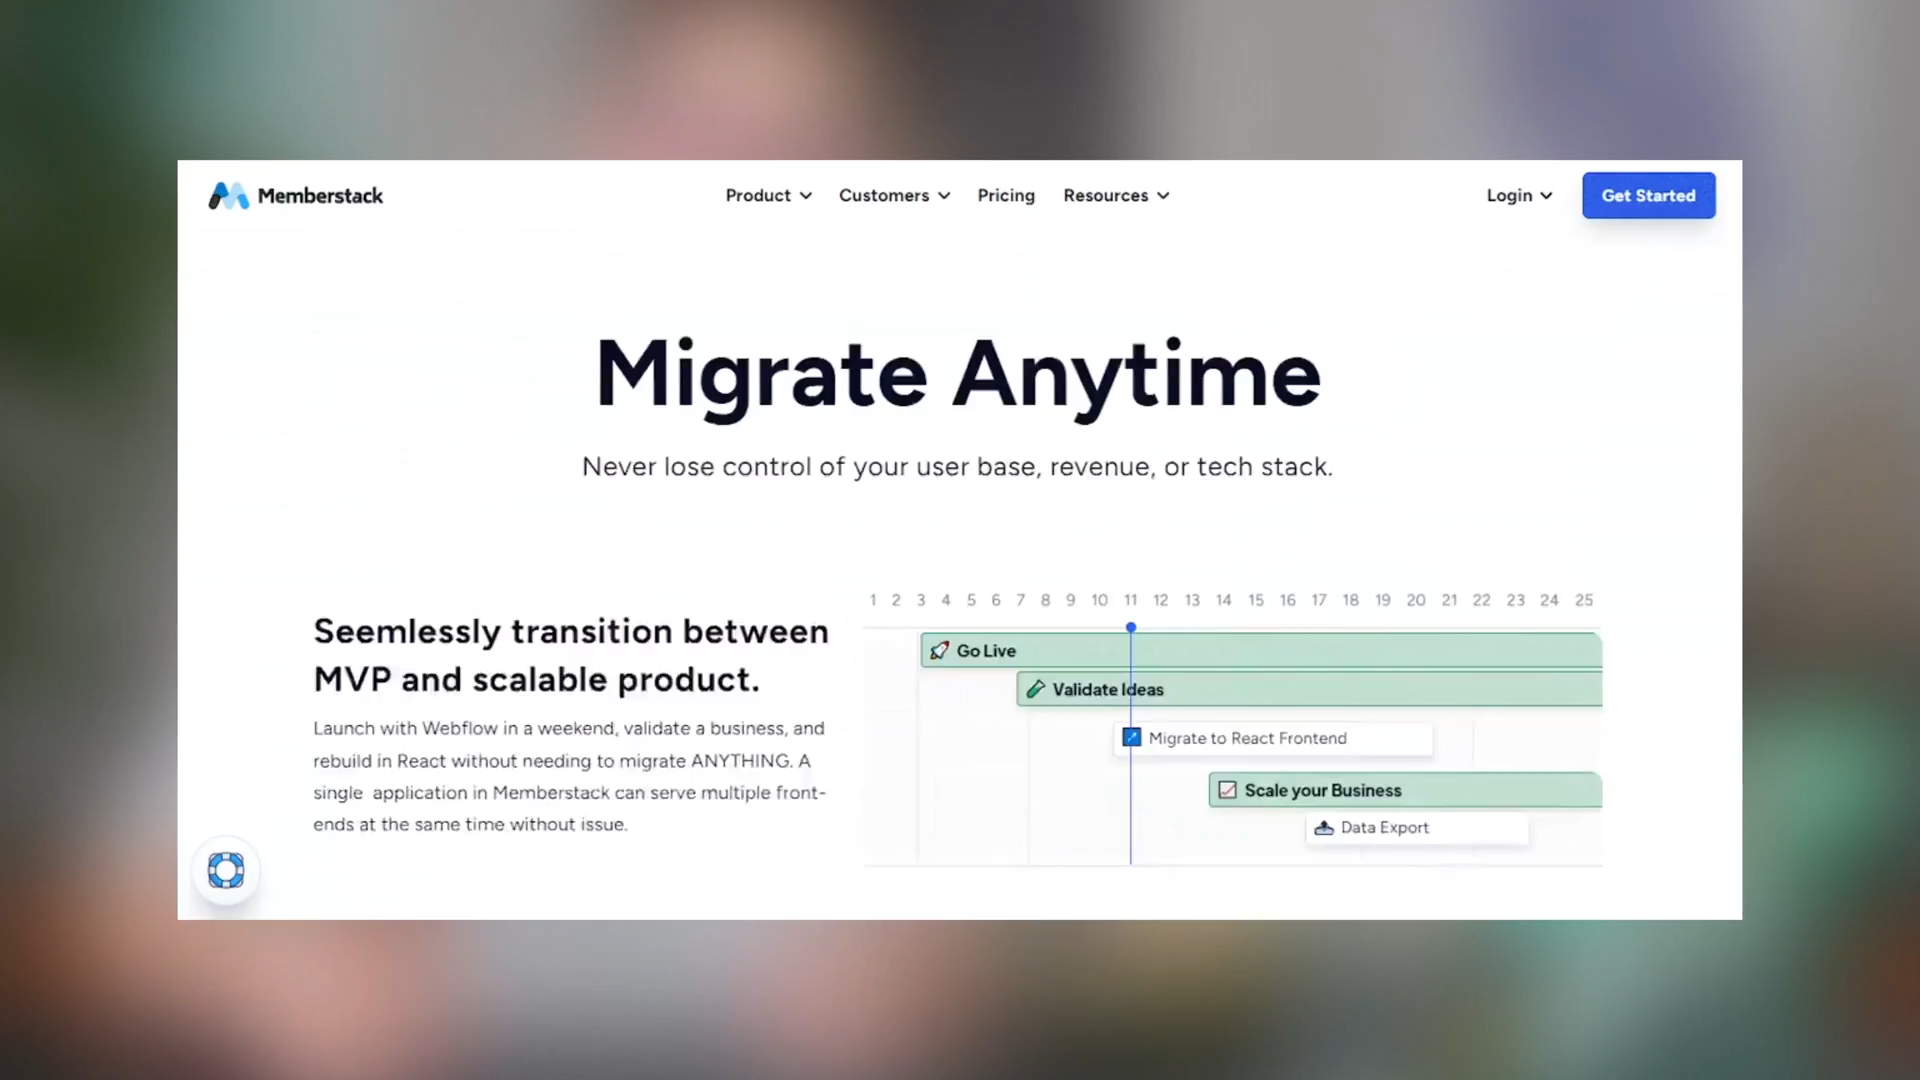 Memberstack
Product
Customers
Pricing
Resources
Login
Get Started
Migrate Anytime
Never lose control of your user base, revenue, or tech stack.
Seemlessly transition between
MVP and scalable product.
Launch with Webflow in a weekend, validate a business, and
rebuild in React without needing to migrate ANYTHING. A
single application in Memberstack can serve multiple front-
ends at the same time without issue.
1 2 3 4 5 6 7 8 9 10 11 12 13 14 15 16 17 18 19 20 21 22 23 24 25
Go Live
Validate Ideas
Migrate to React Frontend
Scale your Business
Data Export